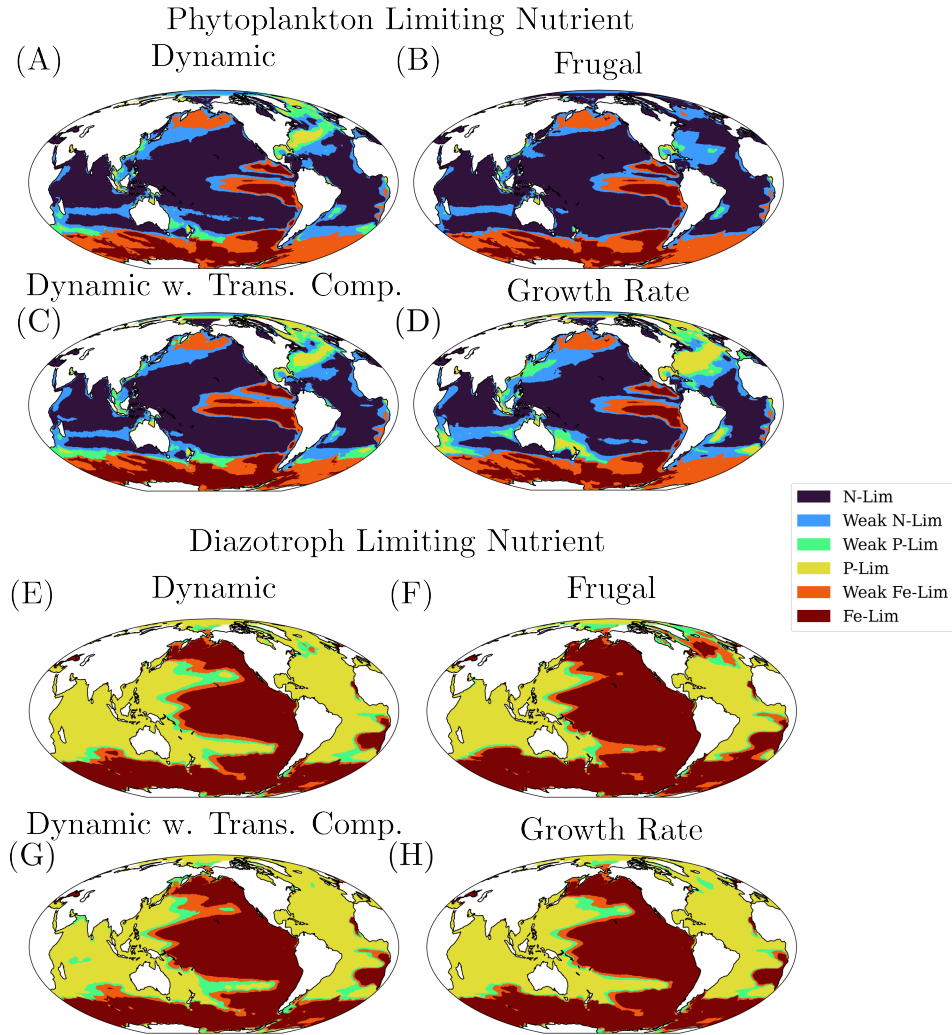 Phytoplankton Limiting Nutrient
(A) Dynamic
(B) Frugal
(C) Dynamic w. Trans. Comp.
(D) Growth Rate
N-Lim
Weak N-Lim
Weak P-Lim
P-Lim
Weak Fe-Lim
Fe-Lim
Diazotroph Limiting Nutrient
(E) Dynamic
(F) Frugal
(G) Dynamic w. Trans. Comp.
(H) Growth Rate